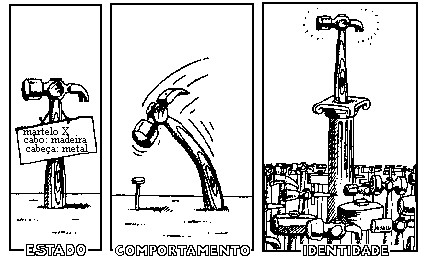 martelo X
cabo: madeira
cabeça: metal
ESTADO
COMPORTAMENTO
IDENTIDADE